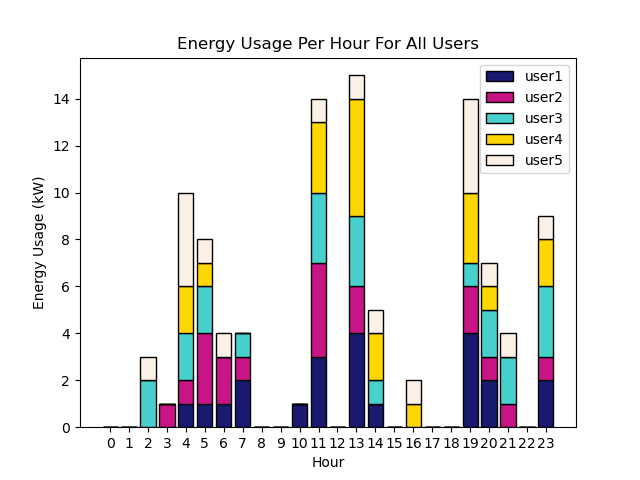 Energy Usage Per Hour For All Users
user1
user2
user3
user4
user5
14
12
10
8
6
4
2
0
Energy Usage (kW)
0 1 2 3 4 5 6 7 8 9 10 11 12 13 14 15 16 17 18 19 20 21 22 23
Hour